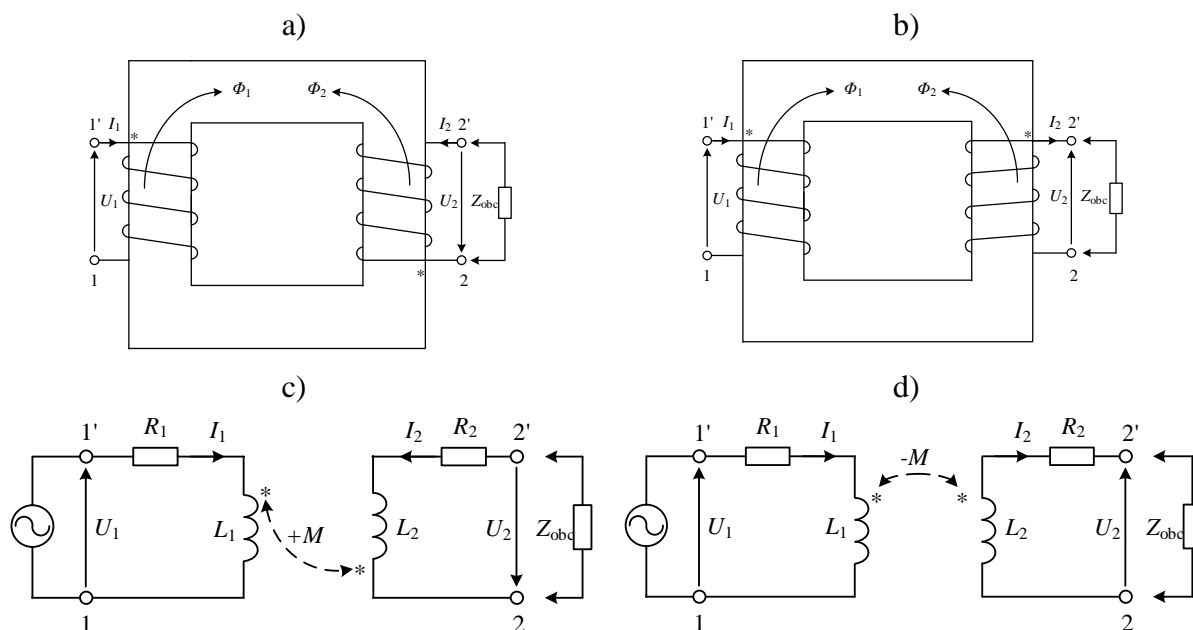 a) b)
Φ1 Φ2 Φ1 Φ2
1' I1 * I2 2' 1' I1 * * I2 2'
U1 U2 Zobc U1 U2 Zobc
1 * 2 1 2
c) d)
1' R1 I1 I2 R2 2' 1' R1 I1 I2 R2 2'
-M
* * *
U1 L1 +M L2 U2 Zobc U1 L1 L2 U2 Zobc
*
1 2 1 2